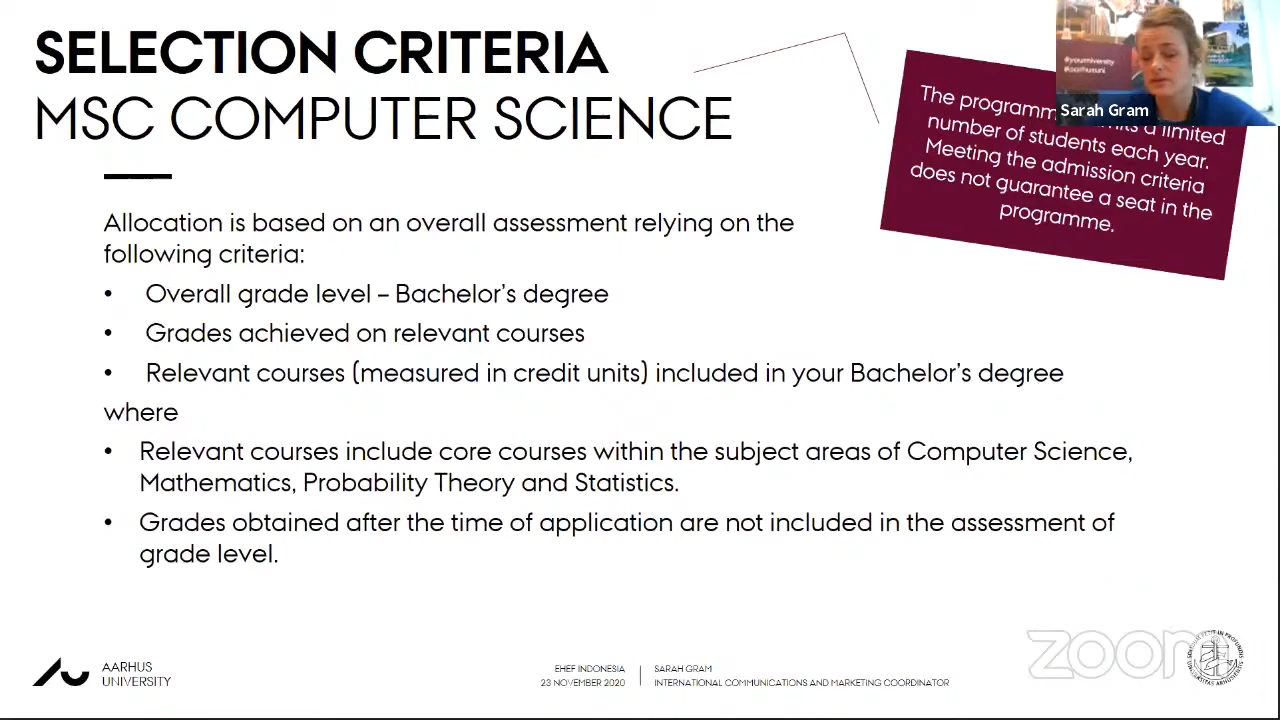 SELECTION CRITERIA
MSC COMPUTER SCIENCE
#youruniversity
#aarhusuni
Sarah Gram
The a limited
number of students each year.
Meeting the admission criteria
does not guarantee a seat in the
programme.
Allocation is based on an overall assessment relying on the
following criteria:
• Overall grade level – Bachelor’s degree
• Grades achieved on relevant courses
• Relevant courses (measured in credit units) included in your Bachelor’s degree
where
• Relevant courses include core courses within the subject areas of Computer Science,
Mathematics, Probability Theory and Statistics.
• Grades obtained after the time of application are not included in the assessment of
grade level.
AARHUS
UNIVERSITY
EHEF INDONESIA
23 NOVEMBER 2020
SARAH GRAM
INTERNATIONAL COMMUNICATIONS AND MARKETING COORDINATOR
zoom